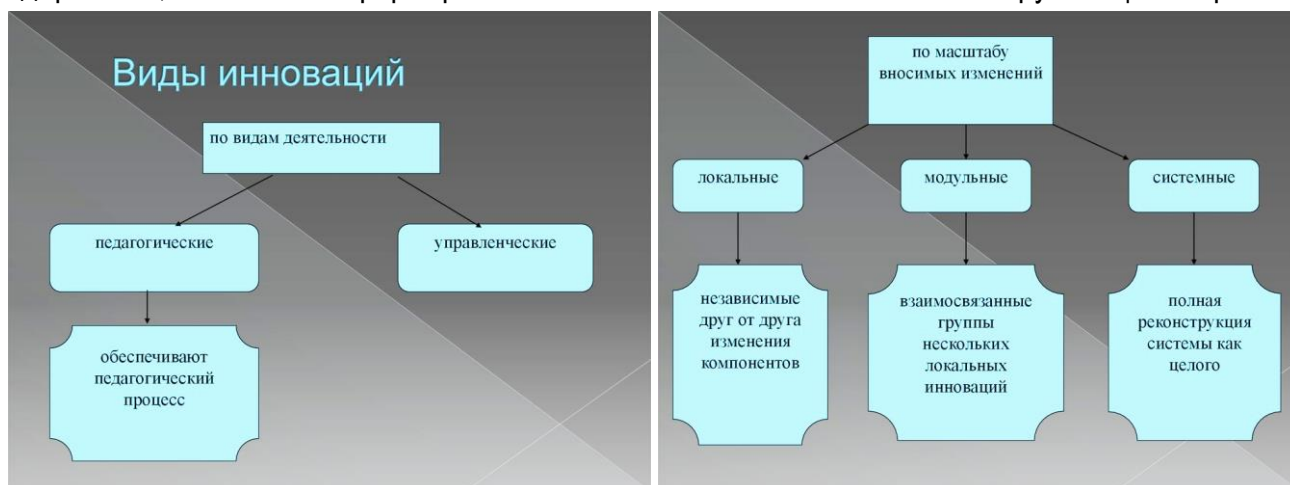 Виды инноваций
по видам деятельности
педагогические
управленческие
обеспечивают
педагогический
процесс
по масштабу
вносимых изменений
локальные
модульные
системные
независимые
друг от друга
изменения
компонентов
взаимосвязанные
группы
нескольких
локальных
инноваций
полная
реконструкция
системы как
целого